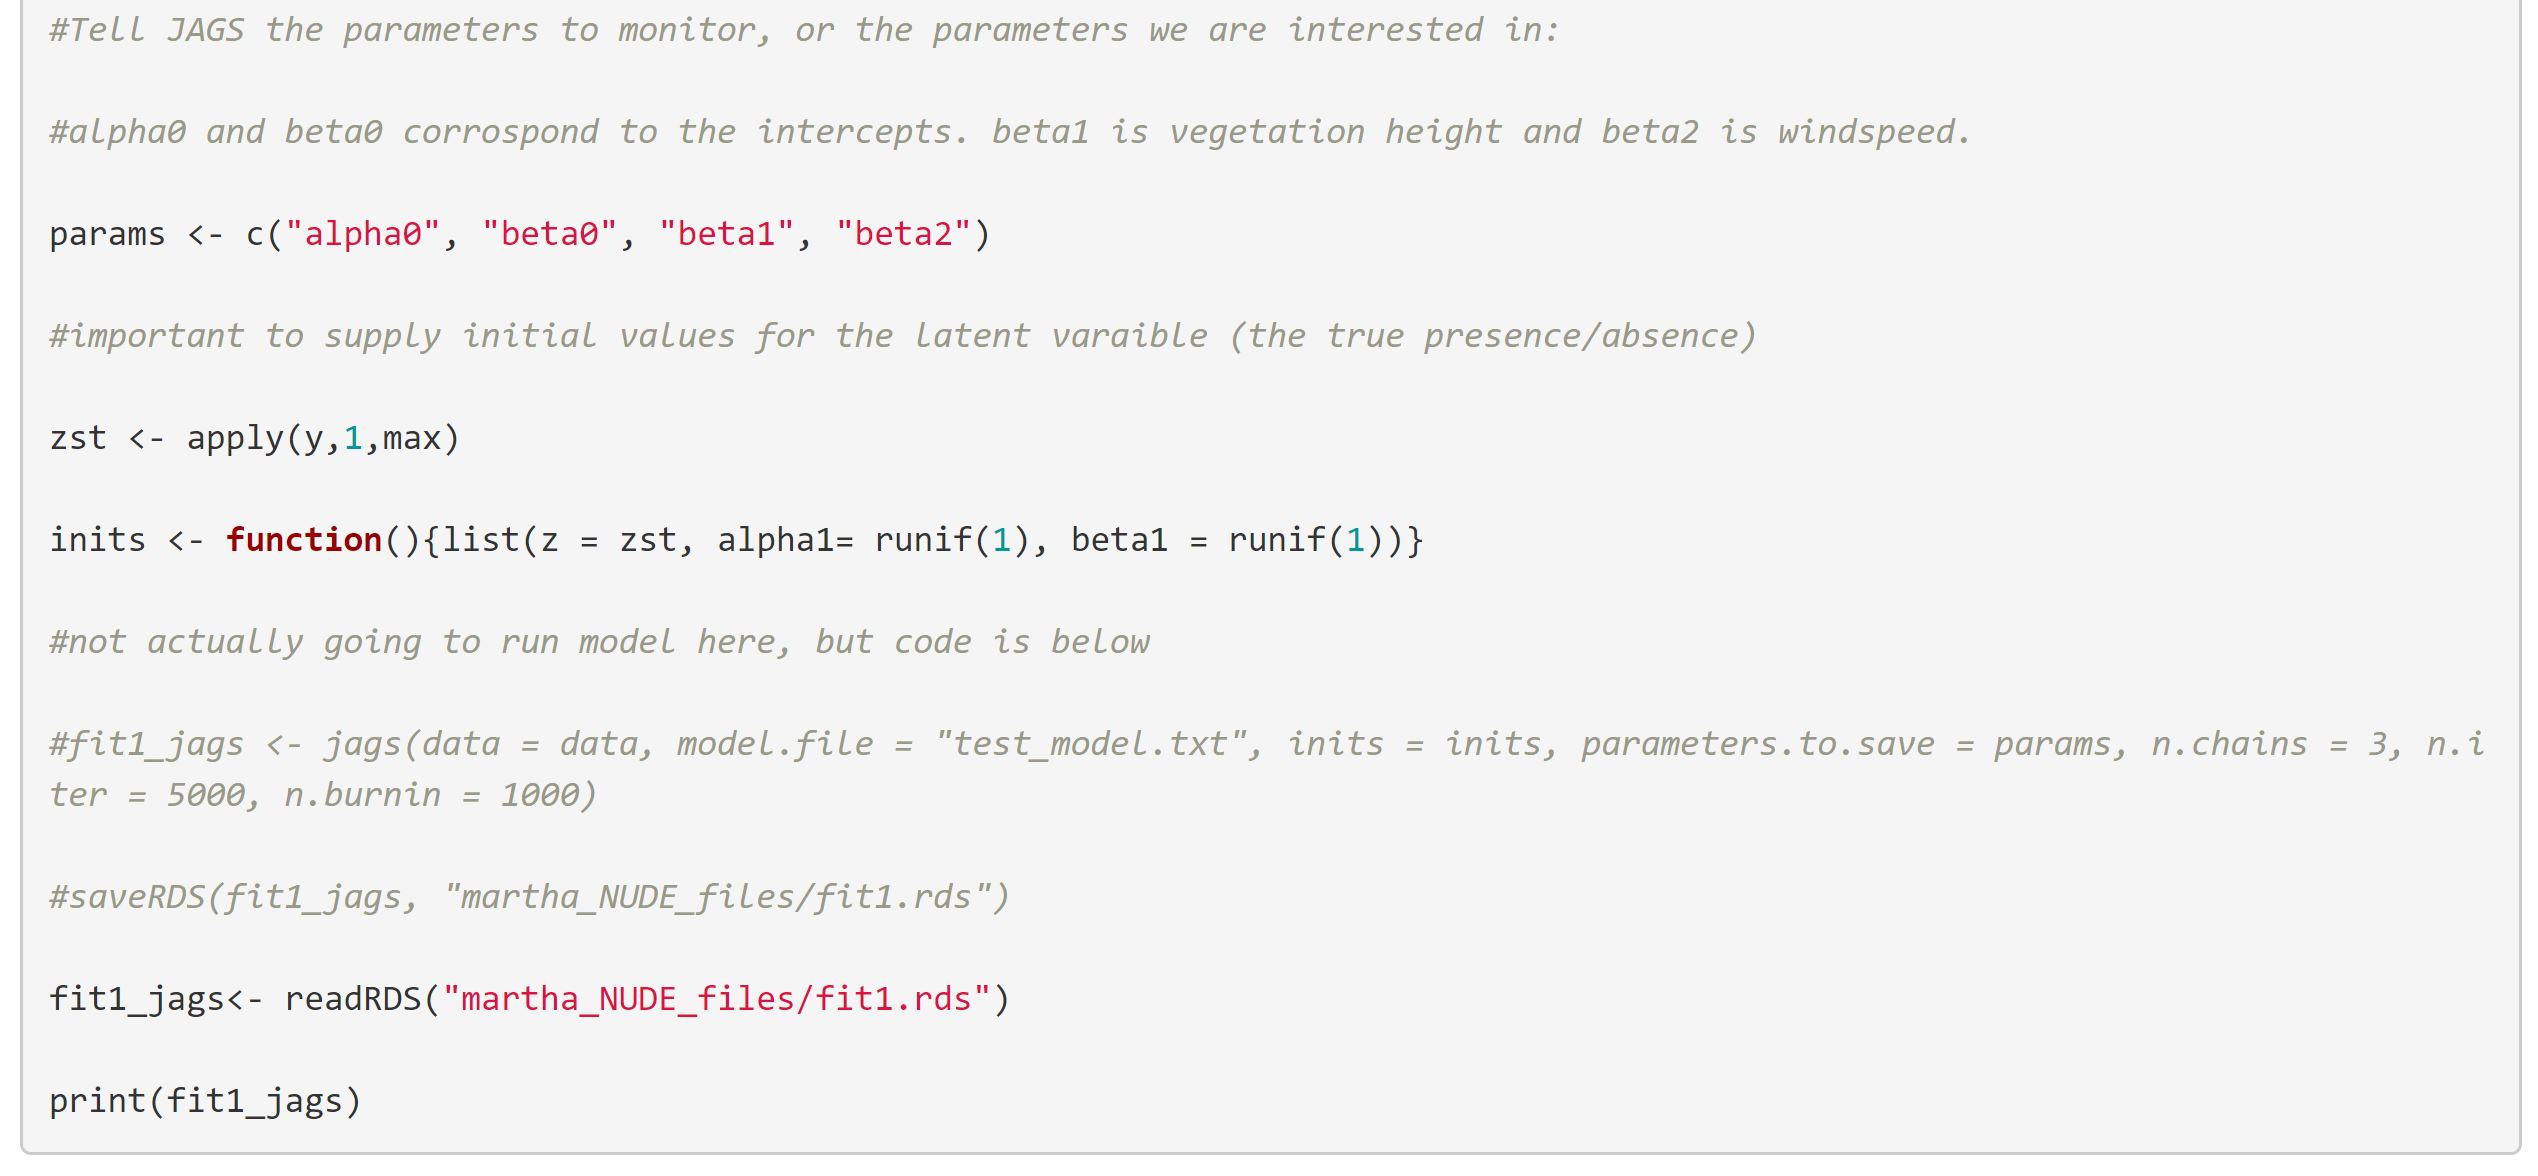 #Tell JAGS the parameters to monitor, or the parameters we are interested in:
#alpha0 and beta0 corrospond to the intercepts. beta1 is vegetation height and beta2 is windspeed.
params <- c("alpha0", "beta0", "beta1", "beta2")
#important to supply initial values for the latent varaible (the true presence/absence)
zst <- apply(y,1,max)
inits <- function(){list(z = zst, alpha1= runif(1), beta1 = runif(1))}
#not actually going to run model here, but code is below
#fit1_jags <- jags(data = data, model.file = "test_model.txt", inits = inits, parameters.to.save = params, n.chains = 3, n.i
ter = 5000, n.burnin = 1000)
#saveRDS(fit1_jags, "martha_NUDE_files/fit1.rds")
fit1_jags<- readRDS("martha_NUDE_files/fit1.rds")
print(fit1_jags)